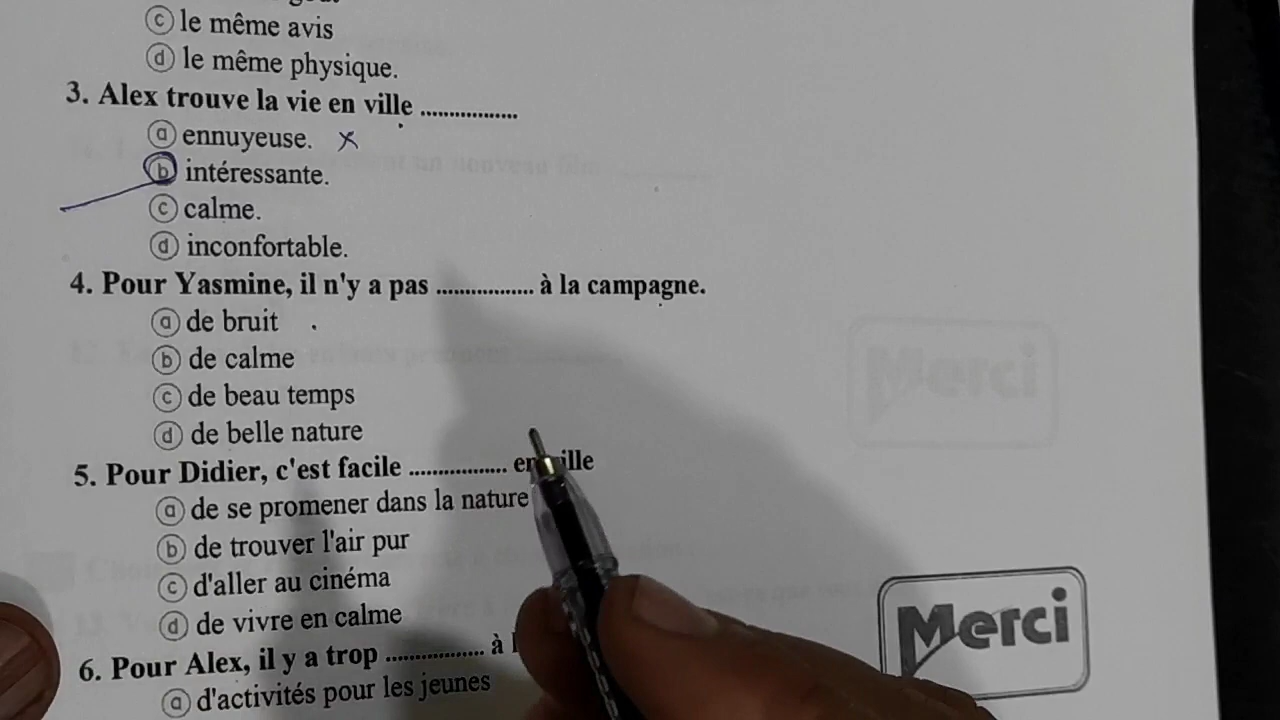 ⓒ le même avis
ⓓ le même physique.
3. Alex trouve la vie en ville .................
ⓐ ennuyeuse. x
ⓑ intéressante.
ⓒ calme.
ⓓ inconfortable.
4. Pour Yasmine, il n'y a pas ................. à la campagne.
ⓐ de bruit
ⓑ de calme
ⓒ de beau temps
ⓓ de belle nature
5. Pour Didier, c'est facile .................
ⓐ de se promener dans la nature
ⓑ de trouver l'air pur
ⓒ d'aller au cinéma
ⓓ de vivre en calme
6. Pour Alex, il y a trop ................. à
ⓐ d'activités pour les jeunes
Merci
Merci